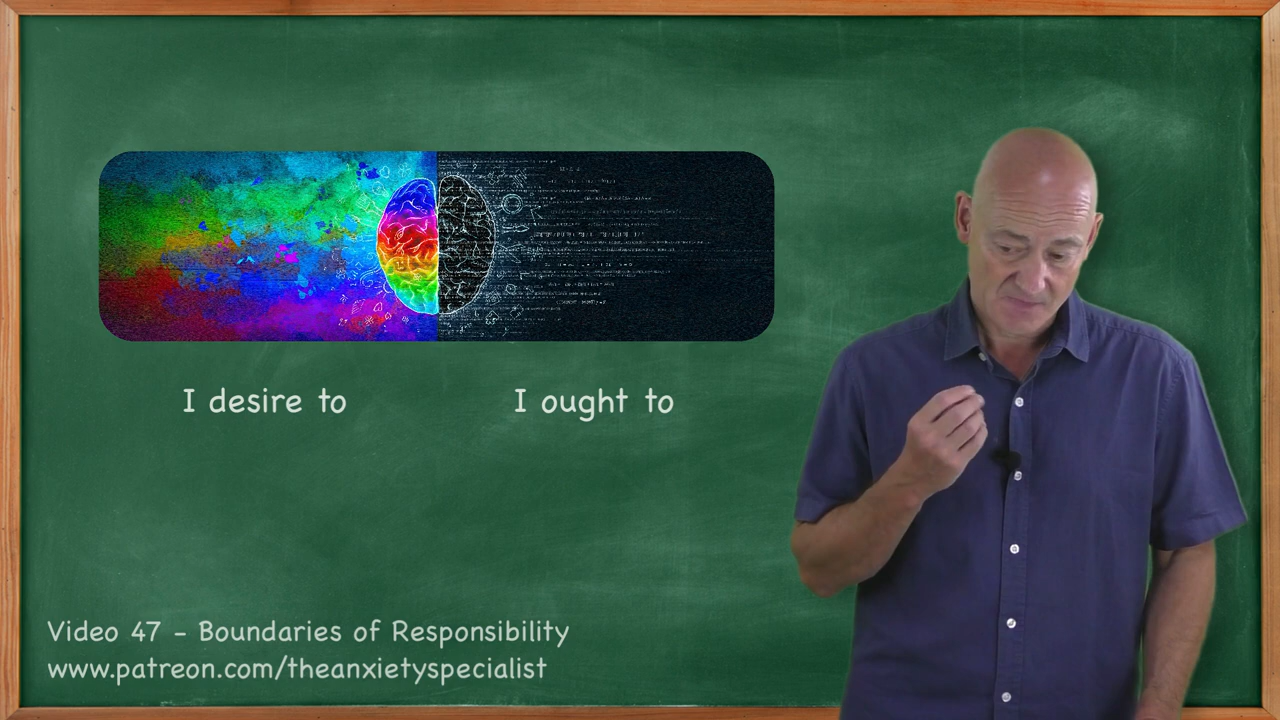 I desire to
I ought to
Video 47 - Boundaries of Responsibility
www.patreon.com/theanxietyspecialist